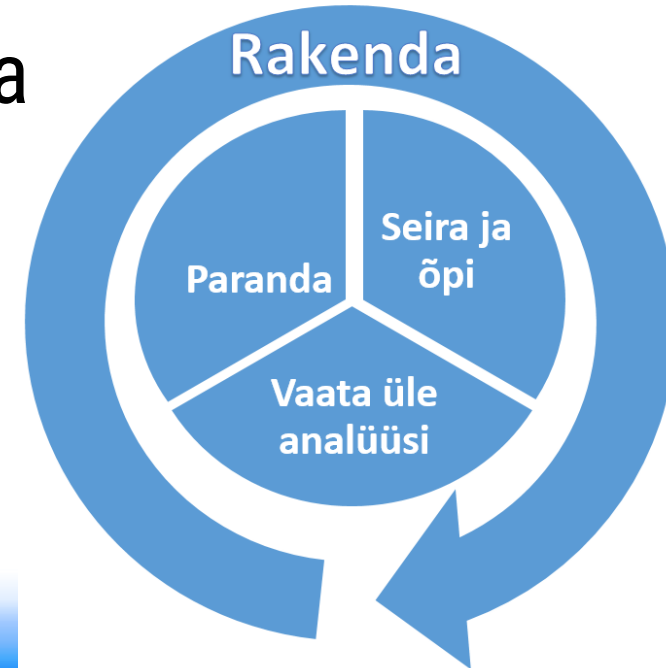 a
Rakenda
Seira ja
õpi
Paranda
Vaata üle
analüüsi